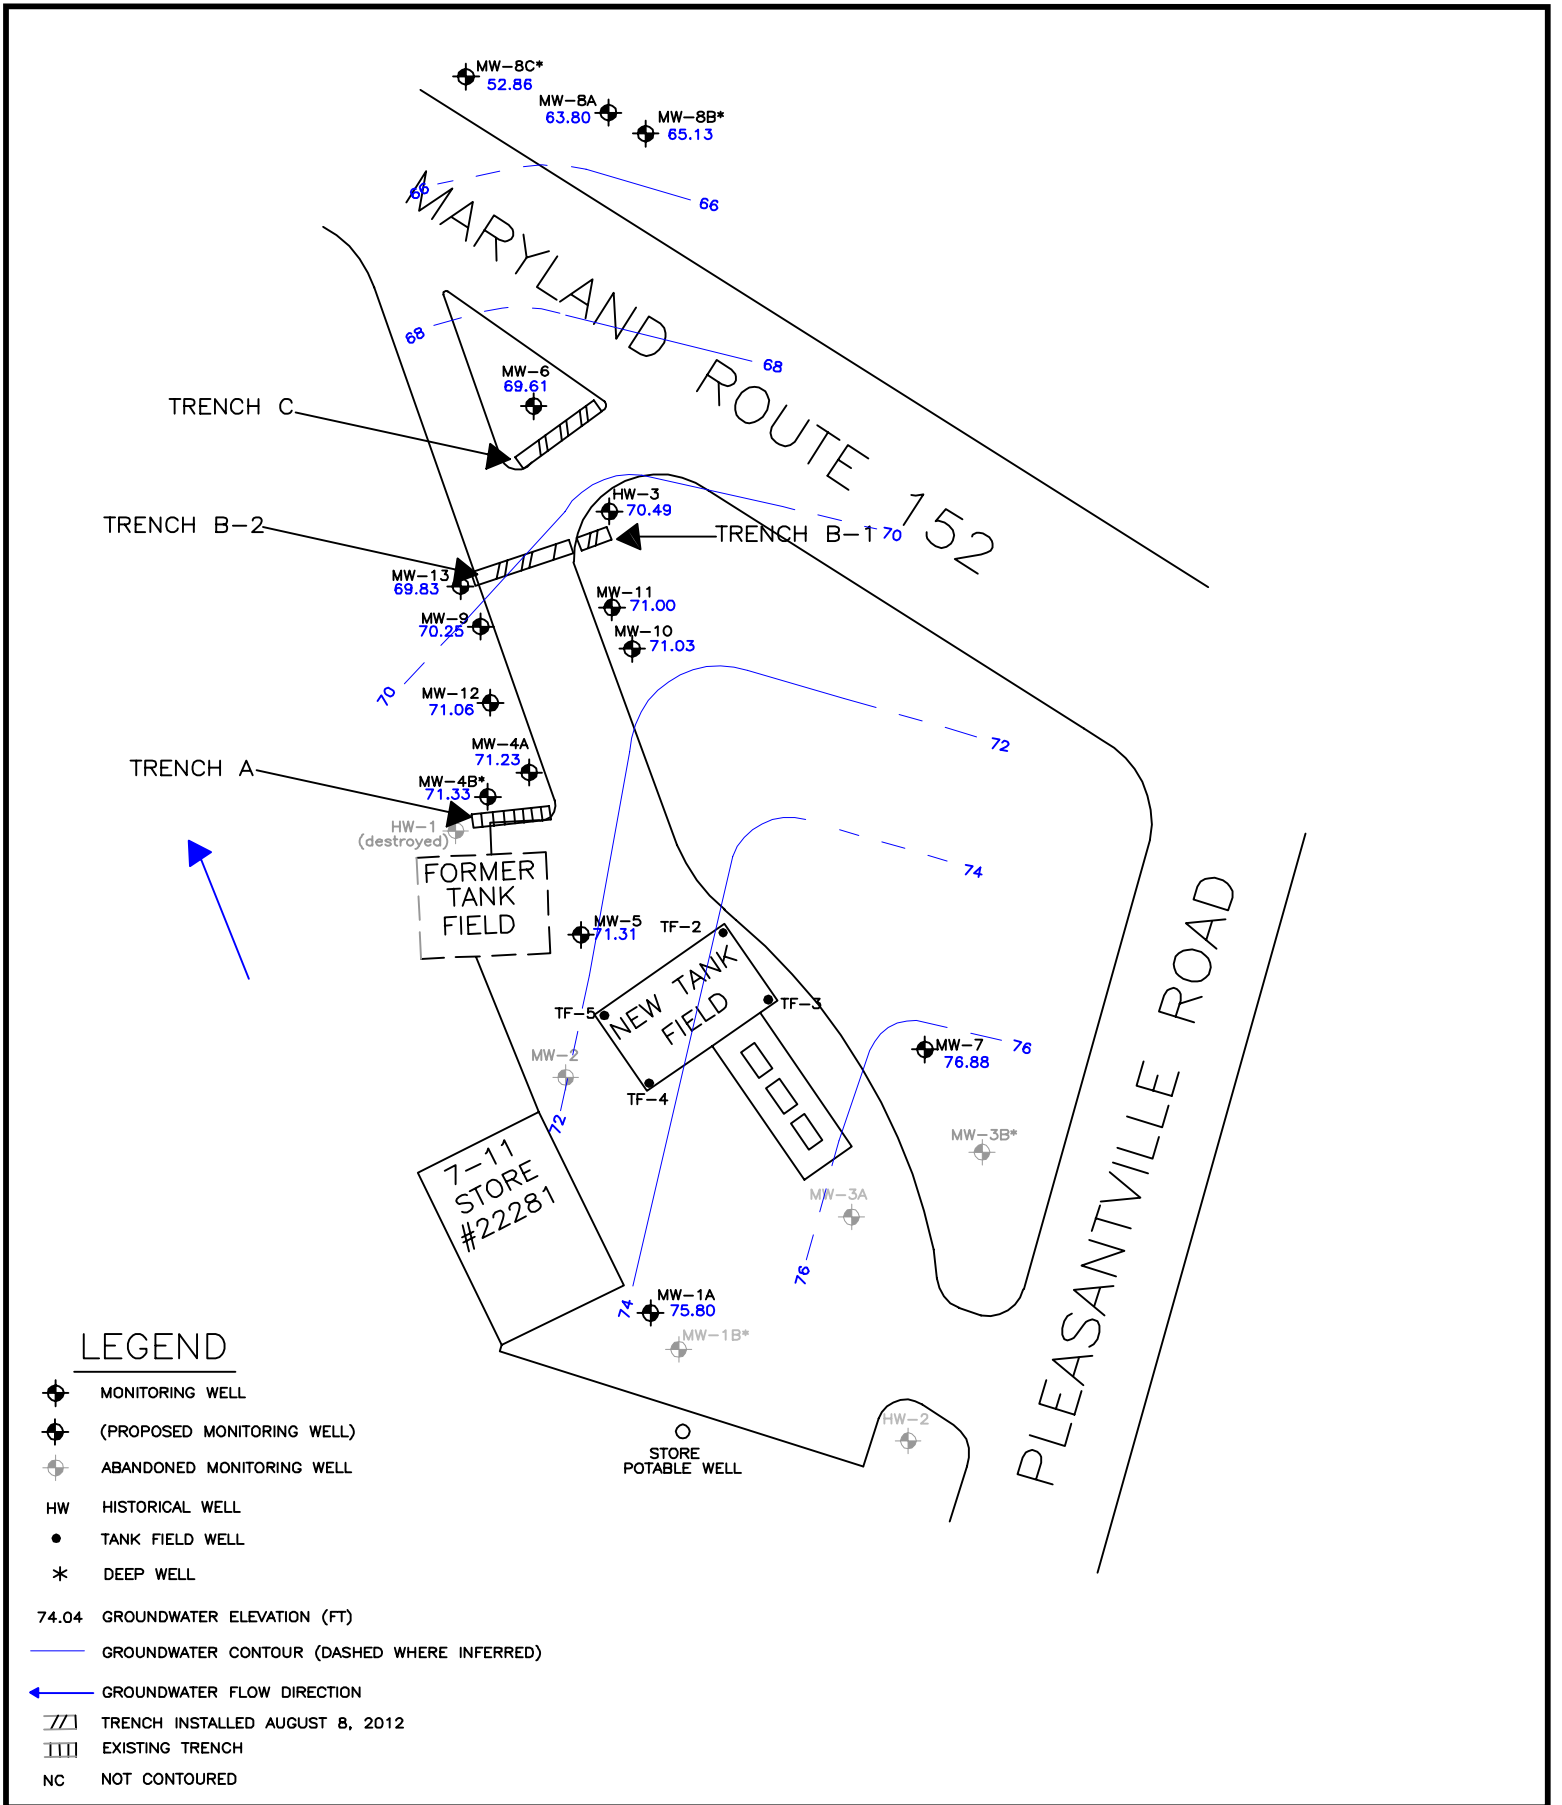 MW-8C*
52.86
MW-8A
63.80
MW-8B*
65.13
66
66
MARYLAND ROUTE 152
68
68
MW-6
69.61
TRENCH C
HW-3
70.49
TRENCH B-2
TRENCH B-1
70
MW-13
69.83
MW-11
71.00
MW-9
70.25
MW-10
71.03
70
MW-12
71.06
72
MW-4A
71.23
TRENCH A
MW-4B*
71.33
HW-1
(destroyed)
74
FORMER
TANK
FIELD
MW-5
71.31
TF-2
NEW TANK
FIELD
TF-3
TF-5
TF-4
MW-2
72
76
MW-7
76.88
MW-3B*
MW-3A
76
7-11
STORE
#22281
PLEASANTVILLE ROAD
74
MW-1A
75.80
MW-1B*
HW-2
STORE
POTABLE WELL
LEGEND
MONITORING WELL
(PROPOSED MONITORING WELL)
ABANDONED MONITORING WELL
HW HISTORICAL WELL
TANK FIELD WELL
* DEEP WELL
74.04 GROUNDWATER ELEVATION (FT)
GROUNDWATER CONTOUR (DASHED WHERE INFERRED)
GROUNDWATER FLOW DIRECTION
TRENCH INSTALLED AUGUST 8, 2012
EXISTING TRENCH
NC NOT CONTOURED